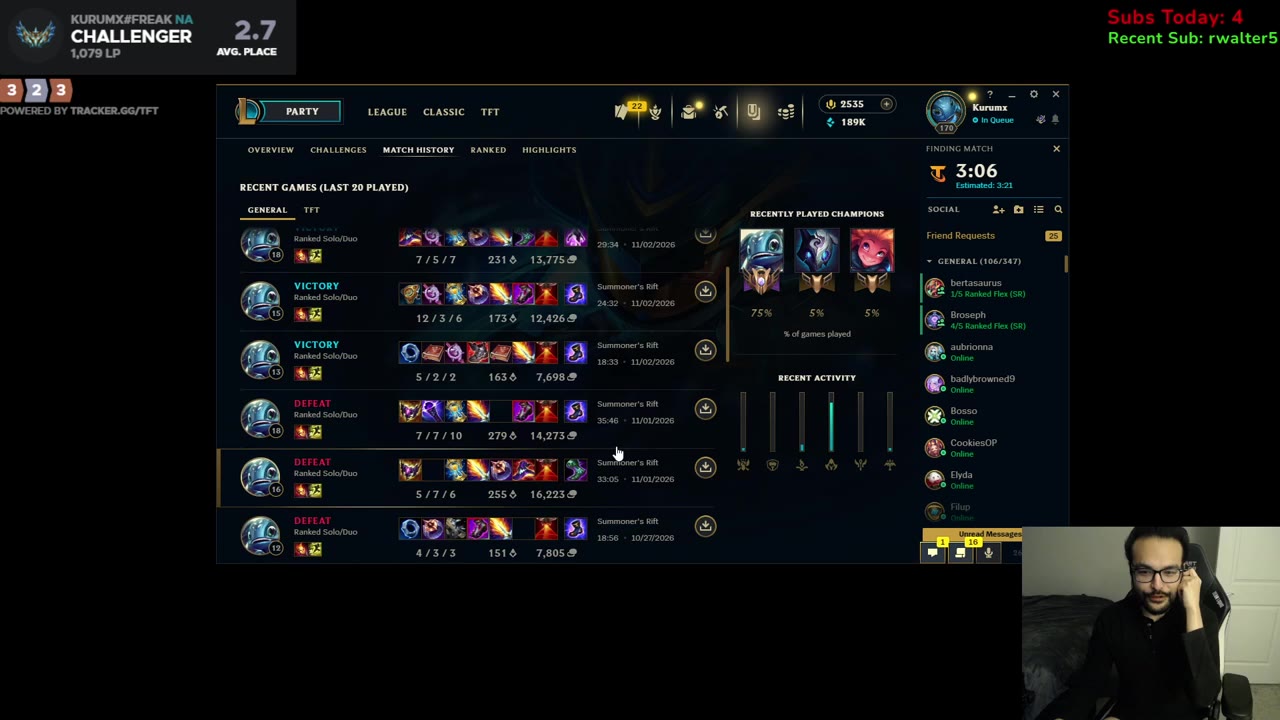 KURUMX#FREAK NA
CHALLENGER
1,079 LP
2.7
AVG. PLACE
3 2 3
POWERED BY TRACKER.GG/TFT
Subs Today: 4
Recent Sub: rwalter5
PARTY
LEAGUE CLASSIC TFT
22
2535
189K
?
Kurumx
In Queue
170
OVERVIEW CHALLENGES MATCH HISTORY RANKED HIGHLIGHTS
FINDING MATCH
3:06
Estimated: 3:21
RECENT GAMES (LAST 20 PLAYED)
GENERAL TFT
VICTORY
Ranked Solo/Duo
18
7 / 5 / 7
231
13,775
Summoner's Rift
29:34 • 11/02/2026
VICTORY
Ranked Solo/Duo
15
12 / 3 / 6
173
12,426
Summoner's Rift
24:32 • 11/02/2026
VICTORY
Ranked Solo/Duo
13
5 / 2 / 2
163
7,698
Summoner's Rift
18:33 • 11/02/2026
DEFEAT
Ranked Solo/Duo
18
7 / 7 / 10
279
14,273
Summoner's Rift
35:46 • 11/01/2026
DEFEAT
Ranked Solo/Duo
16
5 / 7 / 6
255
16,223
Summoner's Rift
33:05 • 11/01/2026
DEFEAT
Ranked Solo/Duo
12
4 / 3 / 3
151
7,805
Summoner's Rift
18:56 • 10/27/2026
RECENTLY PLAYED CHAMPIONS
75% 5% 5%
% of games played
RECENT ACTIVITY
SOCIAL
Friend Requests
25
GENERAL (106/347)
bertasaurus
1/5 Ranked Flex (SR)
Broseph
4/5 Ranked Flex (SR)
aubrionna
Online
badlybrowned9
Online
Bosso
Online
CookiesOP
Online
Elyda
Online
Filup
Online
Unread Messages
1
16